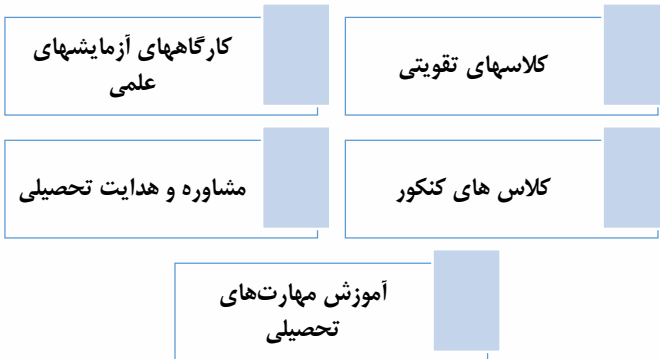 کلاسهای تقویتی
کارگاههای آزمایشهای
علمی
کلاس های کنکور
مشاوره و هدایت تحصیلی
آموزش مهارت‌های
تحصیلی